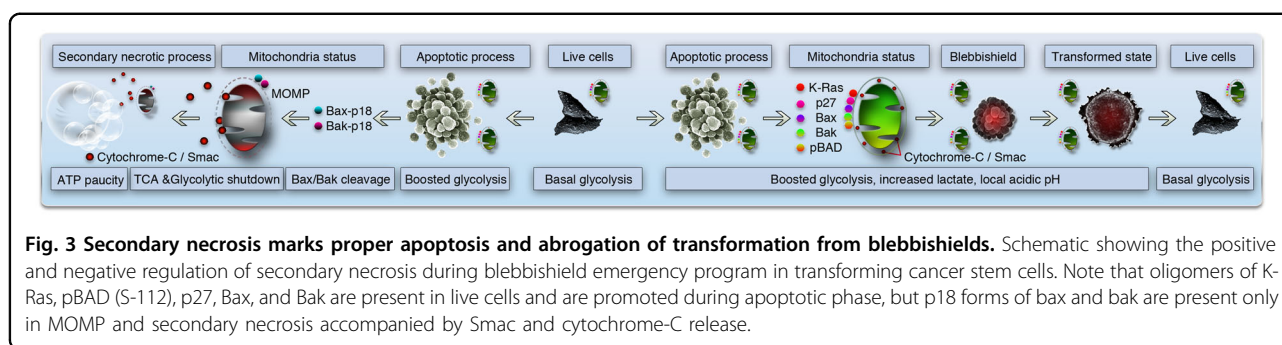 Secondary necrotic process Mitochondria status Apoptotic process Live cells Apoptotic process Mitochondria status Blebbishield Transformed state Live cells
MOMP
Bax-p18
Bak-p18
Cytochrome-C / Smac
K-Ras
p27
Bax
Bak
pBAD
Cytochrome-C / Smac
ATP paucity TCA &Glycolytic shutdown Bax/Bak cleavage Boosted glycolysis Basal glycolysis Boosted glycolysis, increased lactate, local acidic pH Basal glycolysis
Fig. 3 Secondary necrosis marks proper apoptosis and abrogation of transformation from blebbishields. Schematic showing the positive
and negative regulation of secondary necrosis during blebbishield emergency program in transforming cancer stem cells. Note that oligomers of K-
Ras, pBAD (S-112), p27, Bax, and Bak are present in live cells and are promoted during apoptotic phase, but p18 forms of bax and bak are present only
in MOMP and secondary necrosis accompanied by Smac and cytochrome-C release.